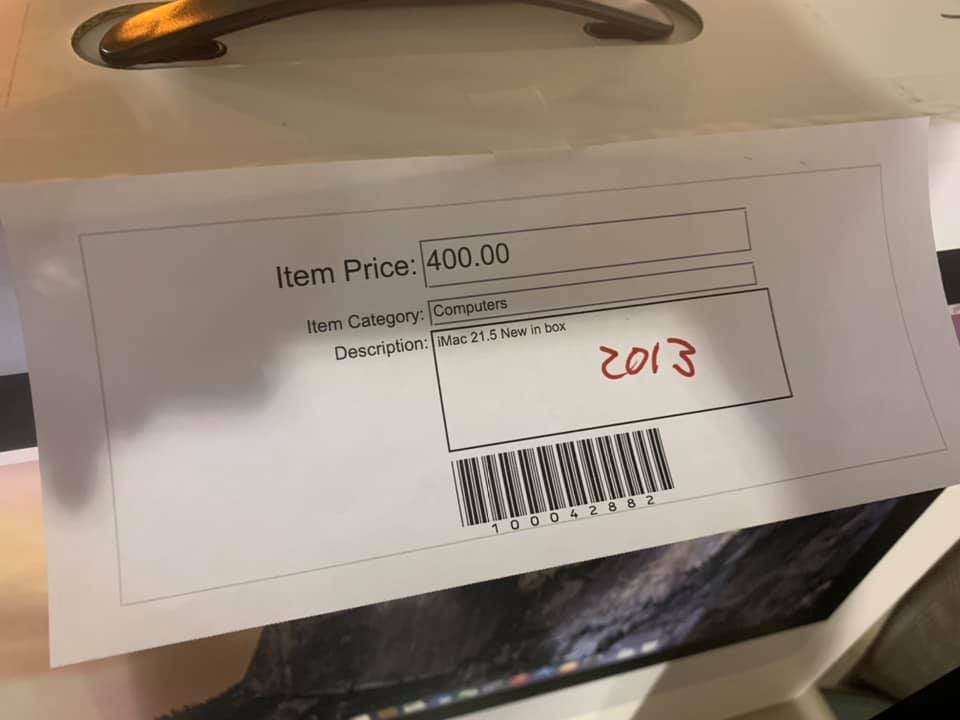 Item Price: 400.00
Item Category: Computers
Description: iMac 21.5 New in box
2013
100042882